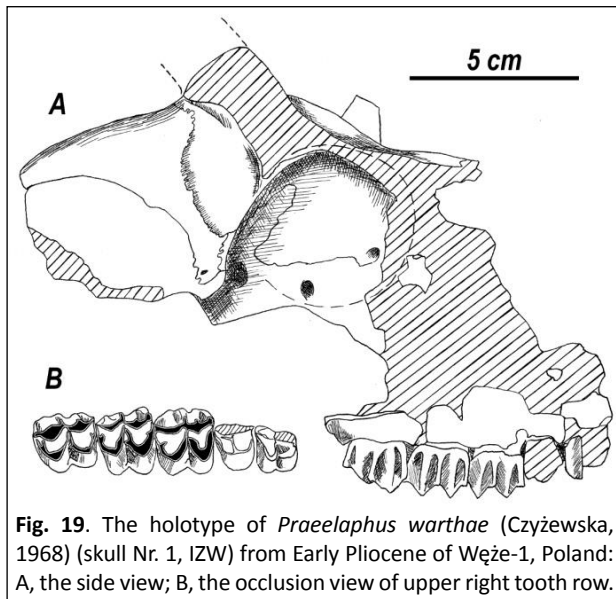 5 cm
A
B
Fig. 19. The holotype of Praeelaphus warthae (Czyżewska,
1968) (skull Nr. 1, IZW) from Early Pliocene of Węże-1, Poland:
A, the side view; B, the occlusion view of upper right tooth row.